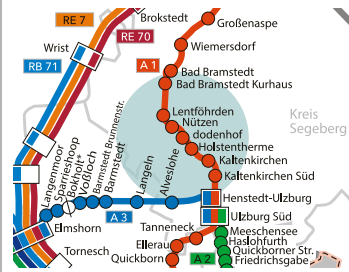 RE 7
Brokstedt
Großenaspe
RE 70
Wrist
Wiemersdorf
RB 71
A 1
Bad Bramstedt
Bad Bramstedt Kurhaus
Lentföhrden
Nützen
dodenhof
Holstentherme
Kaltenkirchen
Kaltenkirchen Süd
Kreis
Segeberg
Langenmoor
Sparrieshoop
Bokholt*
Voßloch
Barmstedt Brunnenstr.
Barmstedt
Langeln
Alveslohe
Henstedt-Ulzburg
A 3
Ulzburg Süd
Elmshorn
Tanneck
Meeschensee
Haslohfurth
Ellerau
Quickborner Str.
Tornesch
Quickborn
A 2
Friedrichsgabe